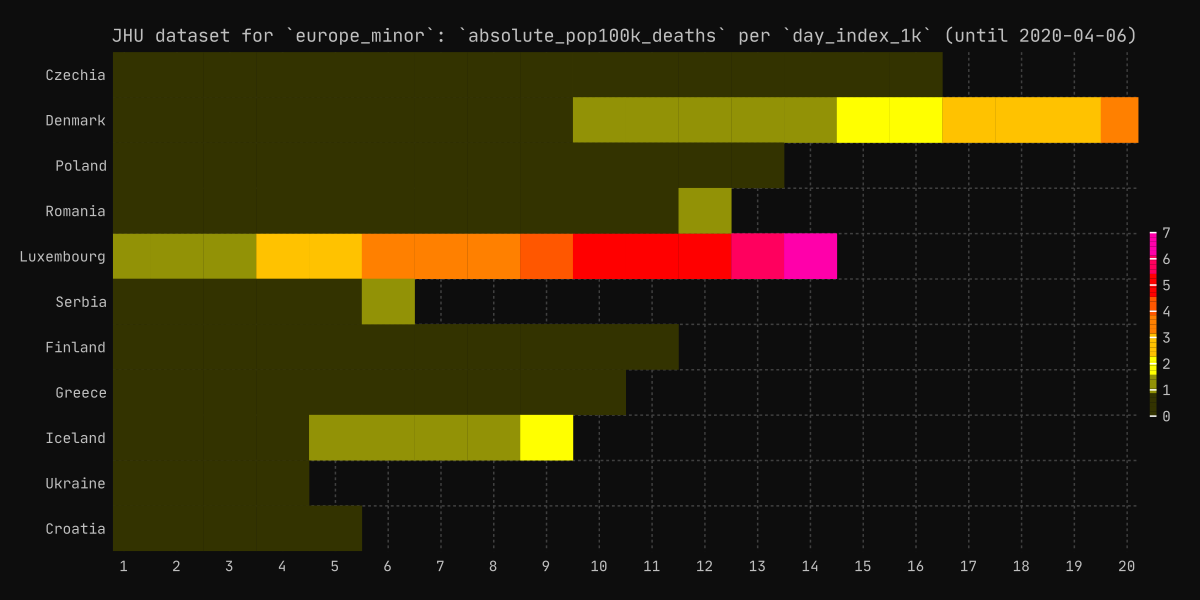 JHU dataset for `europe_minor`: `absolute_pop100k_deaths` per `day_index_1k` (until 2020-04-06)
Czechia
Denmark
Poland
Romania
Luxembourg
Serbia
Finland
Greece
Iceland
Ukraine
Croatia
7
6
5
4
3
2
1
0
1 2 3 4 5 6 7 8 9 10 11 12 13 14 15 16 17 18 19 20